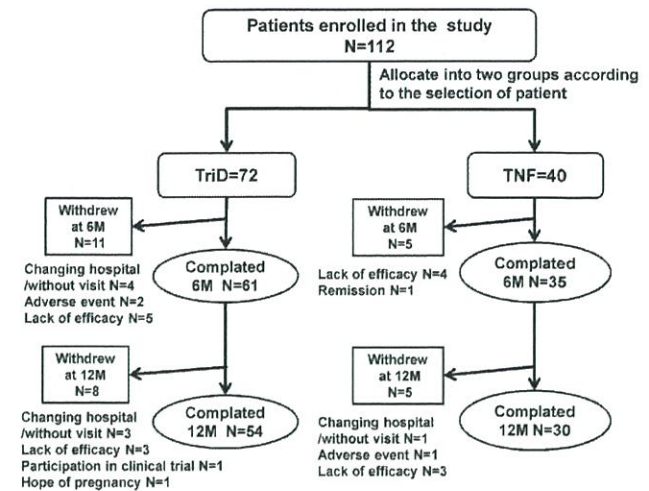 Patients enrolled in the study
N=112
Allocate into two groups according
to the selection of patient
TriD=72
TNF=40
Withdrew
at 6M
N=11
Changing hospital
/without visit N=4
Adverse event N=2
Lack of efficacy N=5
Complated
6M N=61
Withdrew
at 6M
N=5
Lack of efficacy N=4
Remission N=1
Complated
6M N=35
Withdrew
at 12M
N=8
Changing hospital
/without visit N=3
Lack of efficacy N=3
Participation in clinical trial N=1
Hope of pregnancy N=1
Complated
12M N=54
Withdrew
at 12M
N=5
Changing hospital
/without visit N=1
Adverse event N=1
Lack of efficacy N=3
Complated
12M N=30